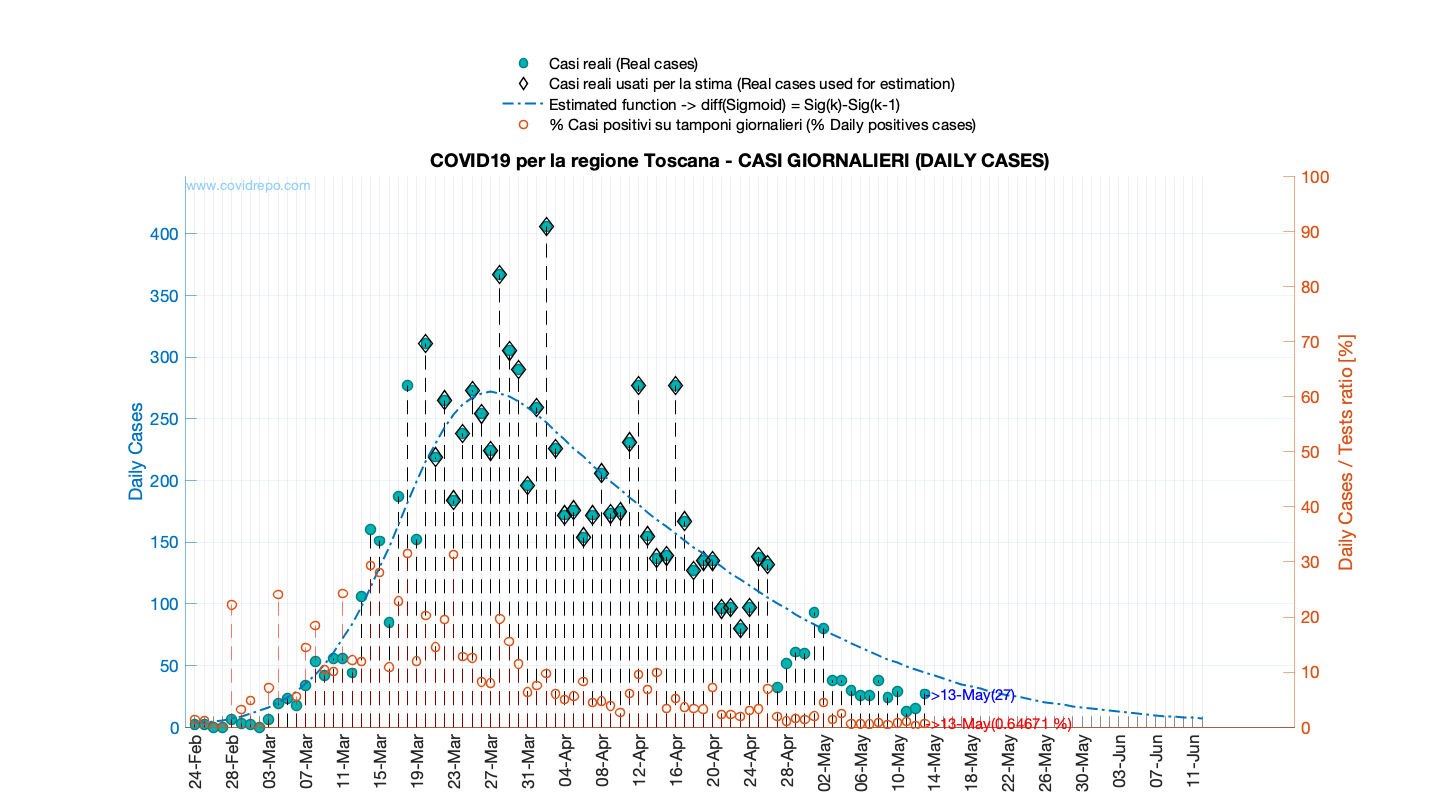 Casi reali (Real cases)
Casi reali usati per la stima (Real cases used for estimation)
Estimated function -> diff(Sigmoid) = Sig(k)-Sig(k-1)
% Casi positivi su tamponi giornalieri (% Daily positives cases)
COVID19 per la regione Toscana - CASI GIORNALIERI (DAILY CASES)
www.covidrepo.com
Daily Cases
400
350
300
250
200
150
100
50
0
100
90
80
70
60
50
40
30
20
10
0
Daily Cases / Tests ratio [%]
->13-May(27)
->13-May(0.64671 %)
24-Feb
28-Feb
03-Mar
07-Mar
11-Mar
15-Mar
19-Mar
23-Mar
27-Mar
31-Mar
04-Apr
08-Apr
12-Apr
16-Apr
20-Apr
24-Apr
28-Apr
02-May
06-May
10-May
14-May
18-May
22-May
26-May
30-May
03-Jun
07-Jun
11-Jun